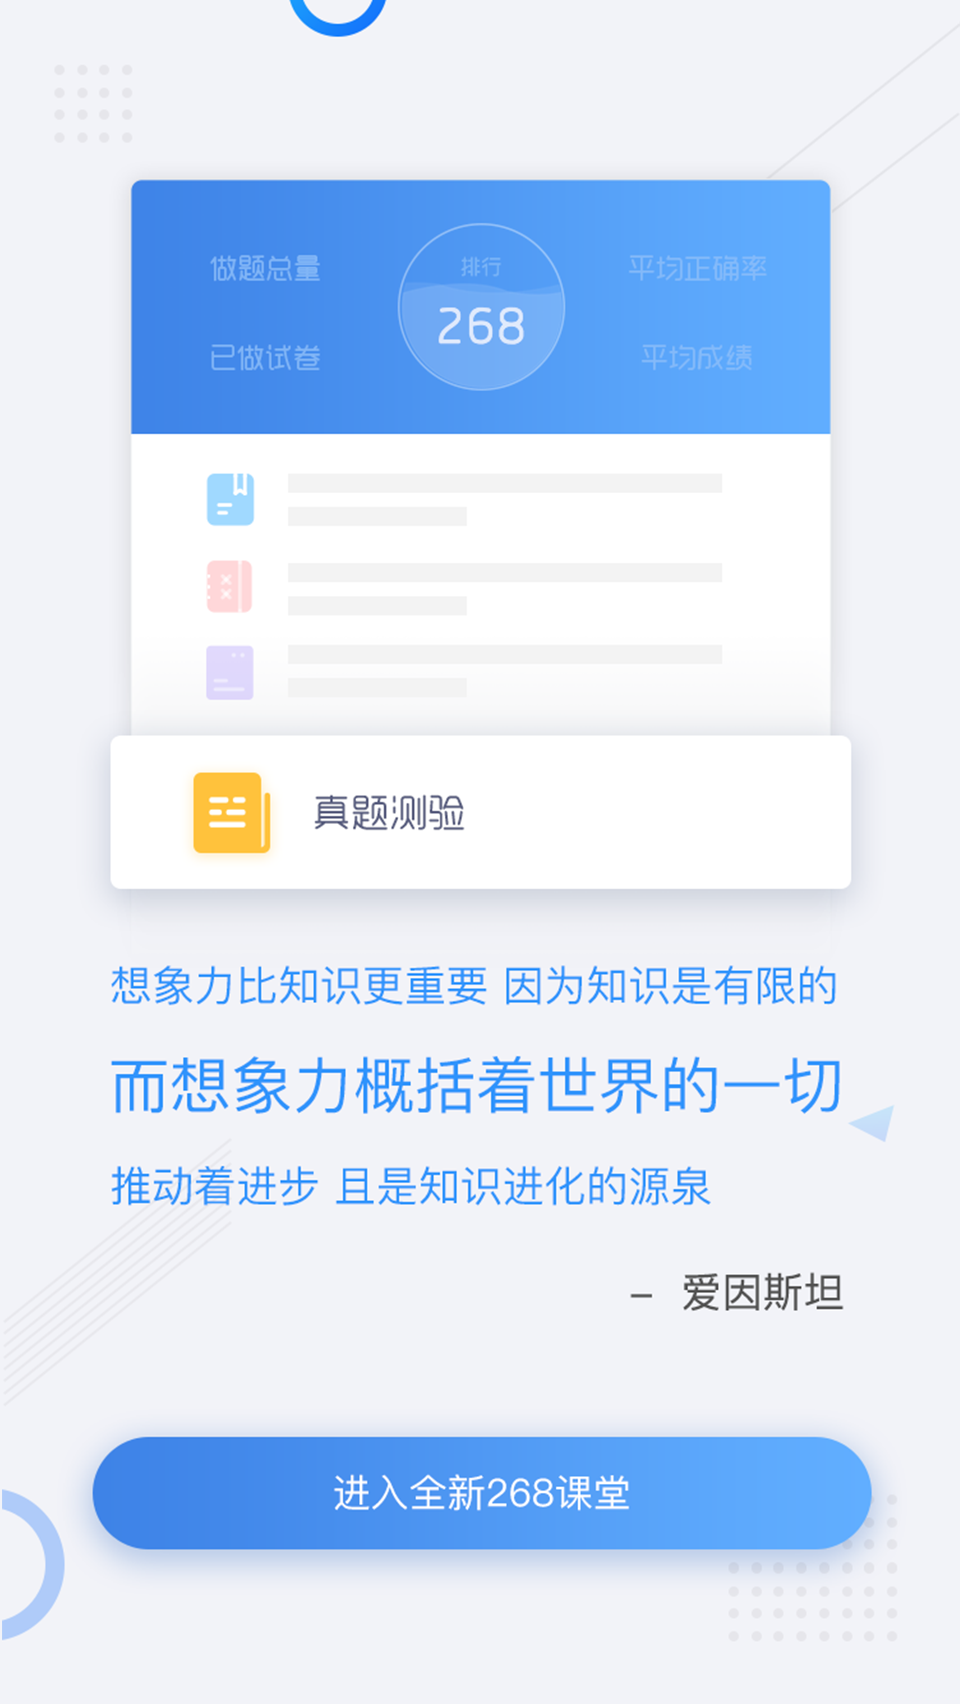 做题总量
排行
平均正确率
268
已做试卷
平均成绩
真题测验
想象力比知识更重要 因为知识是有限的
而想象力概括着世界的一切
推动着进步 且是知识进化的源泉
– 爱因斯坦
进入全新268课堂